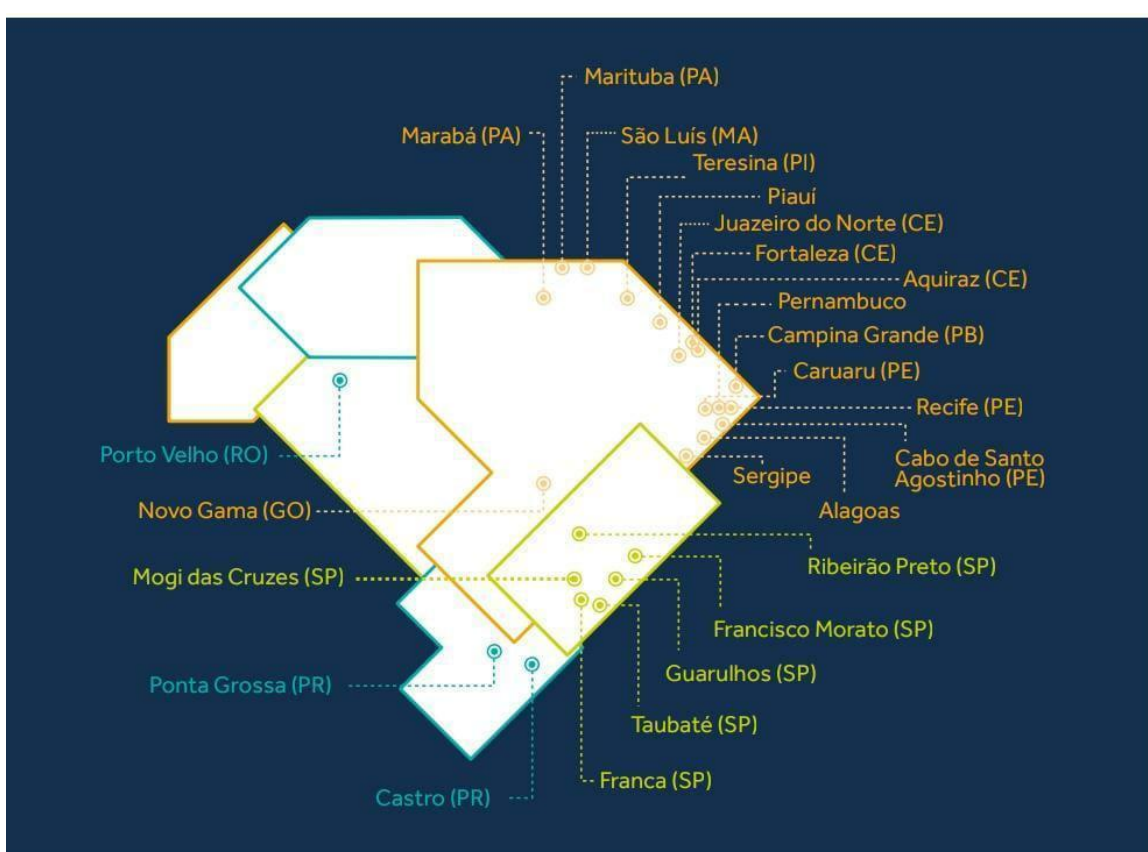 Marituba (PA)
Marabá (PA)
São Luís (MA)
Teresina (PI)
Piauí
Juazeiro do Norte (CE)
Fortaleza (CE)
Aquiraz (CE)
Pernambuco
Campina Grande (PB)
Caruaru (PE)
Recife (PE)
Porto Velho (RO)
Cabo de Santo
Agostinho (PE)
Sergipe
Novo Gama (GO)
Alagoas
Ribeirão Preto (SP)
Mogi das Cruzes (SP)
Francisco Morato (SP)
Guarulhos (SP)
Ponta Grossa (PR)
Taubaté (SP)
Franca (SP)
Castro (PR)